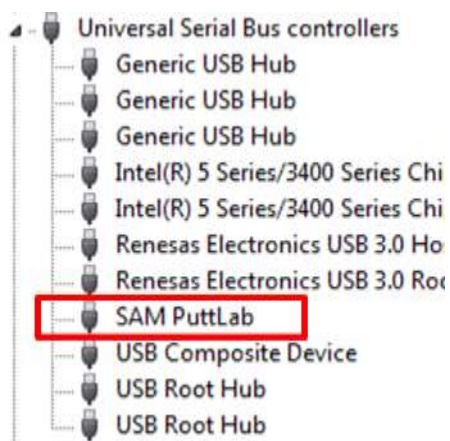 Universal Serial Bus controllers
Generic USB Hub
Generic USB Hub
Generic USB Hub
Intel(R) 5 Series/3400 Series Chi
Intel(R) 5 Series/3400 Series Chi
Renesas Electronics USB 3.0 Ho
Renesas Electronics USB 3.0 Roo
SAM PuttLab
USB Composite Device
USB Root Hub
USB Root Hub